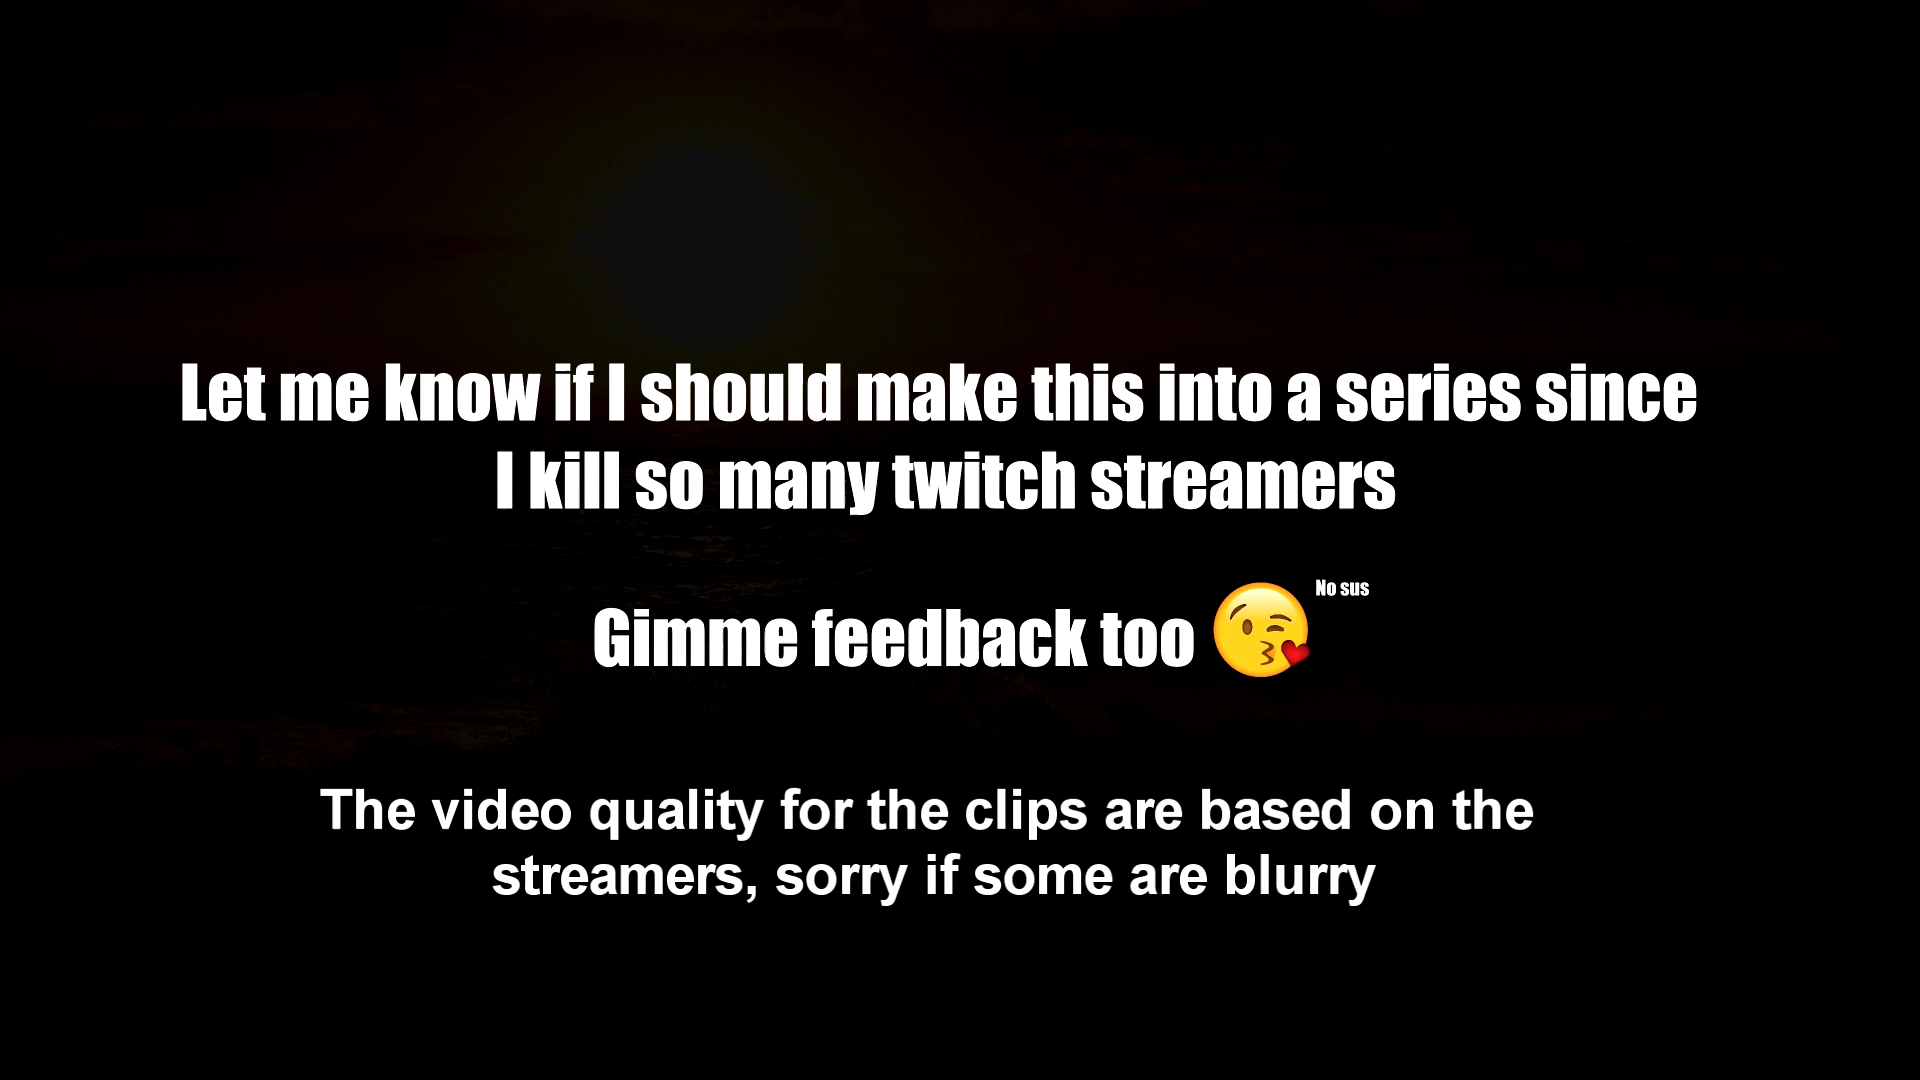 Let me know if I should make this into a series since
I kill so many twitch streamers
No sus
Gimme feedback too 😘
The video quality for the clips are based on the
streamers, sorry if some are blurry